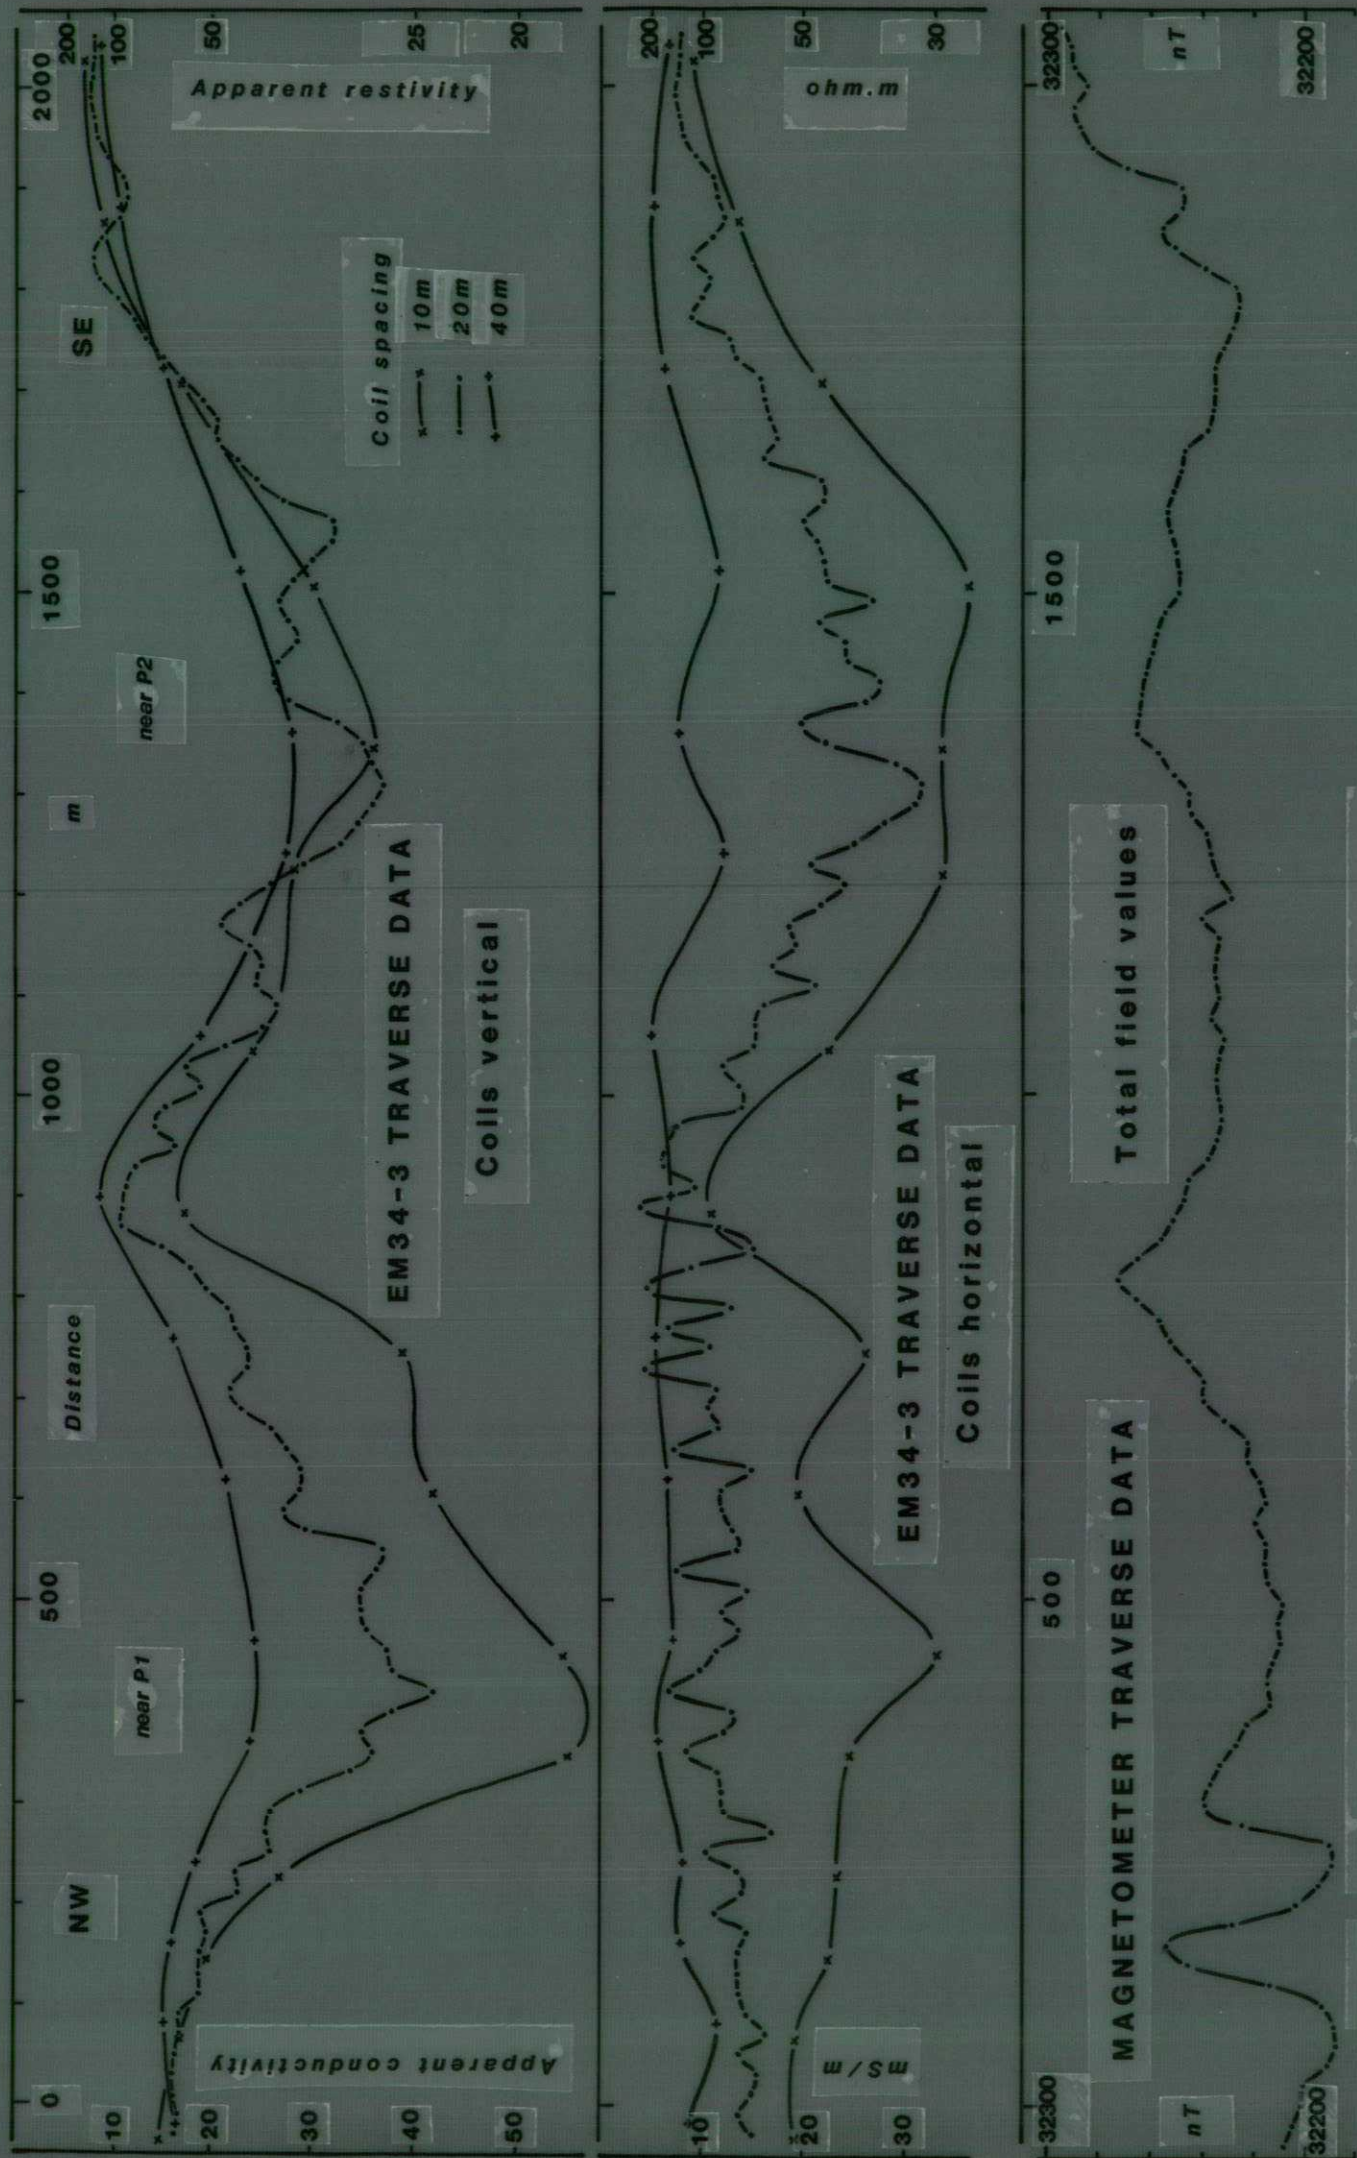 0
500
1000
1500
2000
NW
near P1
Distance
m
near P2
SE
10
20
30
40
50
Apparent conductivity
200
100
50
25
20
Apparent restivity
Coil spacing
10m
20m
40m
EM34-3 TRAVERSE DATA
Coils vertical
10
20
30
mS/m
200
100
50
30
ohm.m
EM34-3 TRAVERSE DATA
Coils horizontal
32300
nT
32200
500
1500
32300
nT
32200
MAGNETOMETER TRAVERSE DATA
Total field values